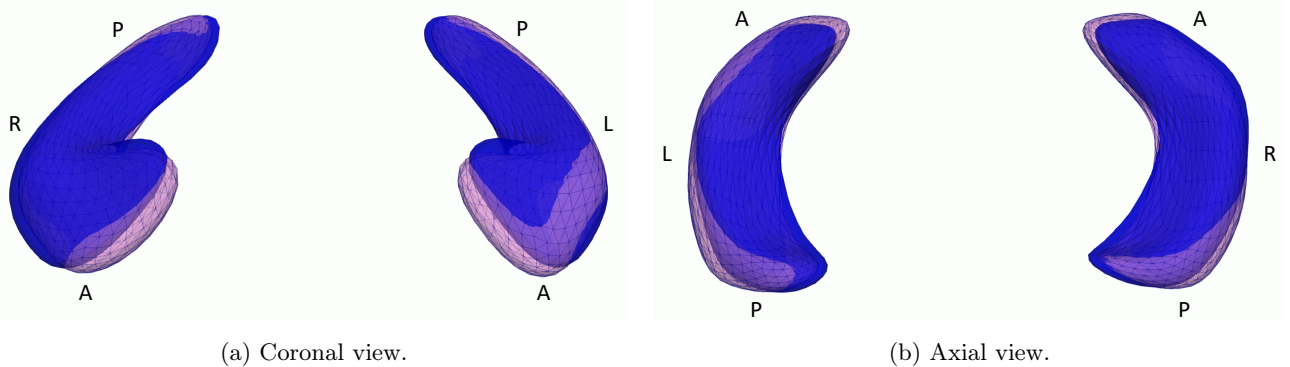 P P A A
R L L R
A A P P
(a) Coronal view. (b) Axial view.